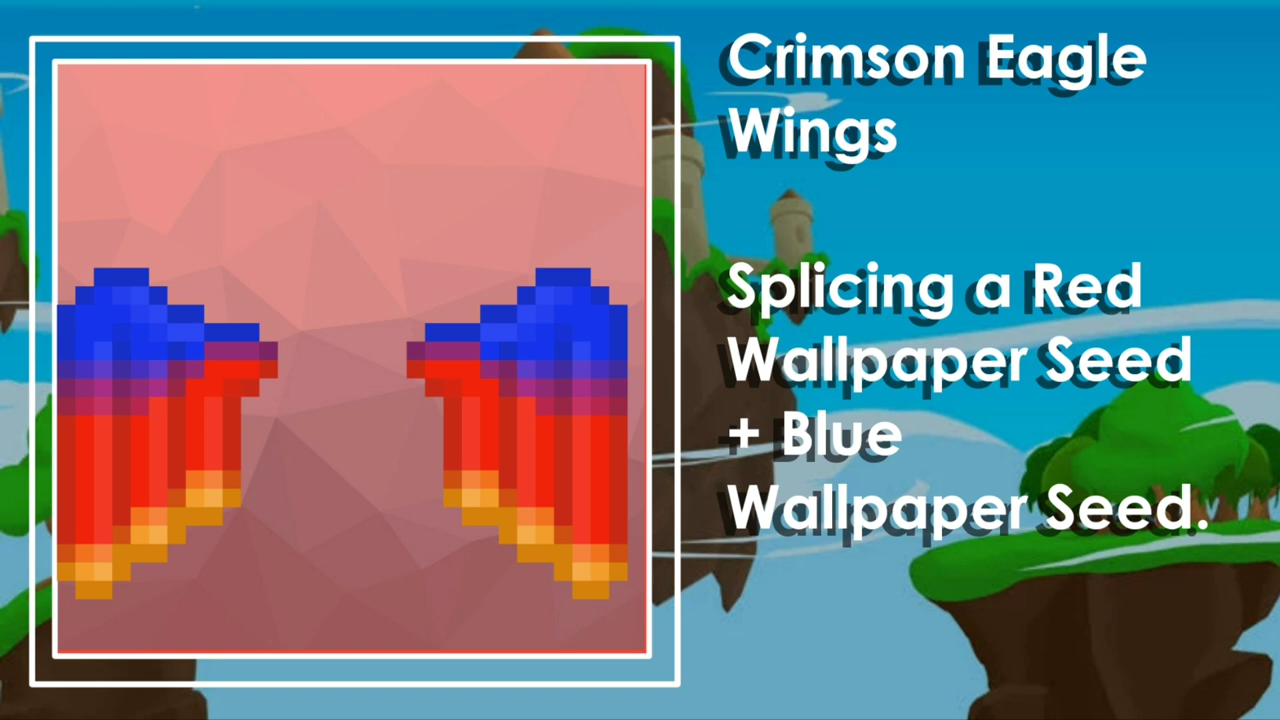 Crimson Eagle
Wings
Splicing a Red
Wallpaper Seed
+ Blue
Wallpaper Seed.